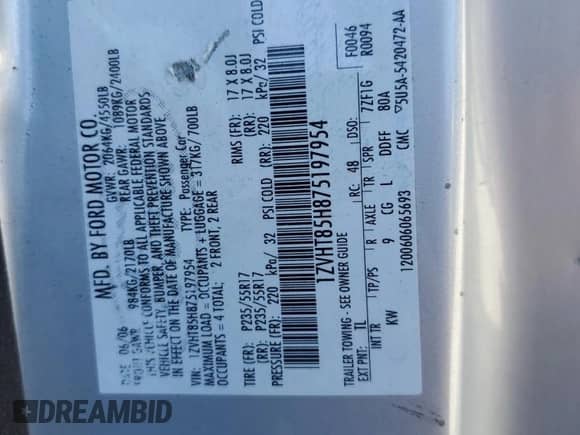 MFD. BY FORD MOTOR CO.
DATE 06/06 GVWR: 2064KG/4550LB
FRONT GAWR: 984KG/2170LB REAR GAWR: 1089KG/2400LB
THIS VEHICLE CONFORMS TO ALL APPLICABLE FEDERAL MOTOR
VEHICLE SAFETY, BUMPER, AND THEFT PREVENTION STANDARDS
IN EFFECT ON THE DATE OF MANUFACTURE SHOWN ABOVE.
VIN: 1ZVHT85H875197954 TYPE: Passenger Car
MAXIMUM LOAD = OCCUPANTS + LUGGAGE = 317KG/700LB
OCCUPANTS = 4 TOTAL: 2 FRONT, 2 REAR
TIRE (FR): P235/55R17 RIMS (FR): 17 X 8.0J
(RR): P235/55R17 (RR): 17 X 8.0J
PRESSURE (FR): 220 kPa/ 32 PSI COLD (RR): 220 kPa/ 32 PSI COLD
1ZVHT85H875197954
TRAILER TOWING - SEE OWNER GUIDE F0046
R0094
EXT PNT: TL RC: 48 DSO:
INT TR TP/PS R AXLE TR SPR 7ZF1G
KW 9 CG L DDFF 80A
1200606065693 CMC ▽5U5A-5420472-AA
DREAMBID